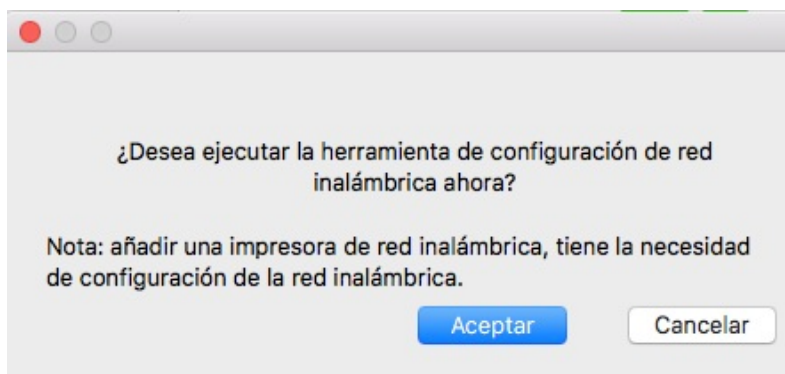 ¿Desea ejecutar la herramienta de configuración de red
inalámbrica ahora?
Nota: añadir una impresora de red inalámbrica, tiene la necesidad
de configuración de la red inalámbrica.
Aceptar
Cancelar